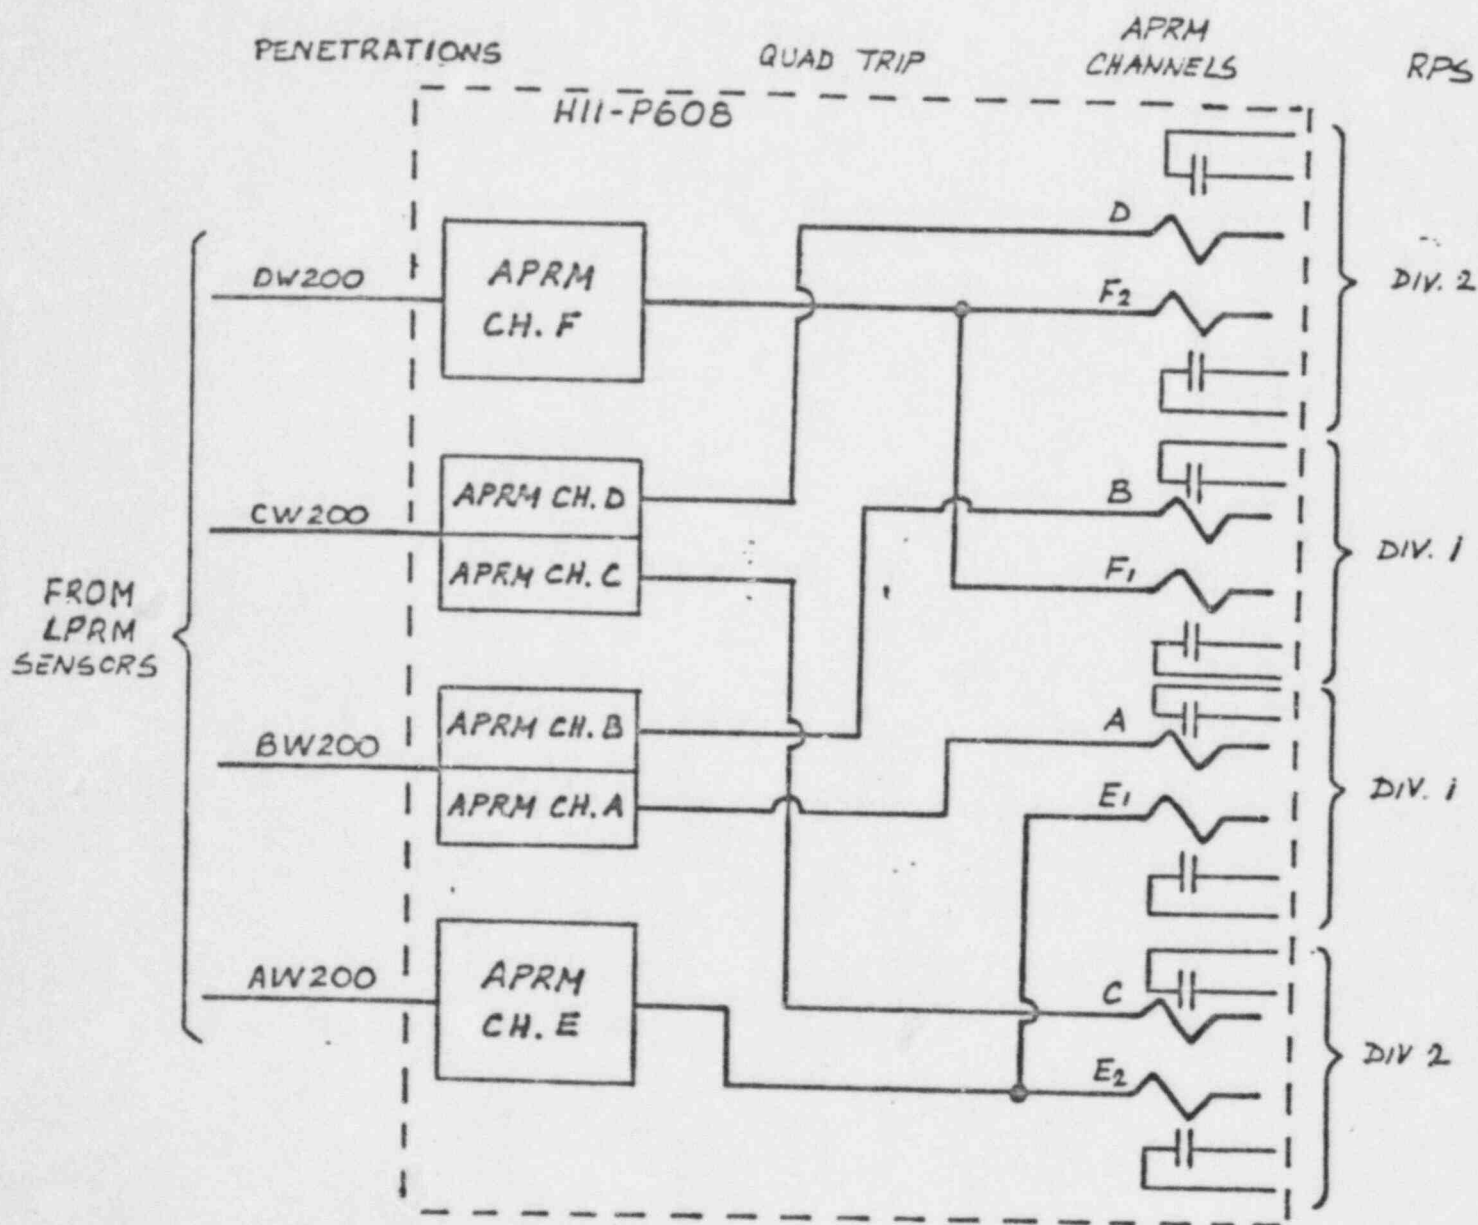 PENETRATIONS
QUAD TRIP
APRM
CHANNELS
RPS
H11-P608
D
DW200
APRM
CH. F
F2
DIV. 2
CW200
APRM CH. D
APRM CH. C
B
F1
DIV. 1
FROM
LPRM
SENSORS
BW200
APRM CH. B
APRM CH. A
A
E1
DIV. 1
AW200
APRM
CH. E
C
E2
DIV 2